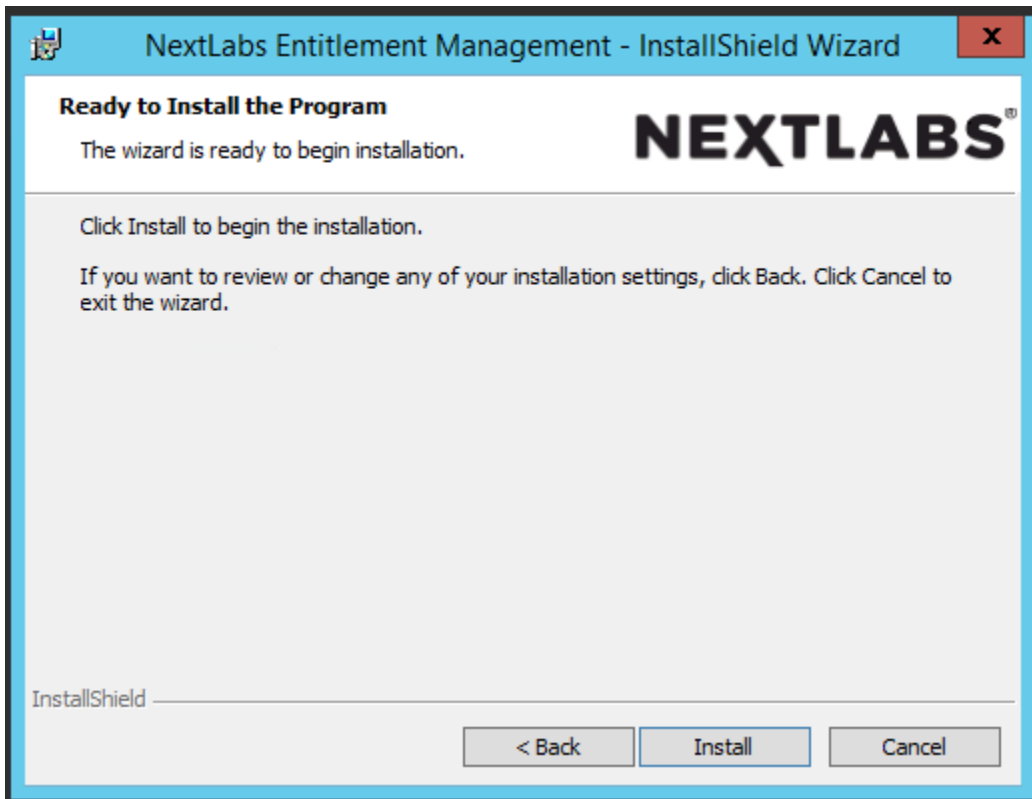 NextLabs Entitlement Management - InstallShield Wizard
x
Ready to Install the Program
The wizard is ready to begin installation.
NEXTLABS®
Click Install to begin the installation.
If you want to review or change any of your installation settings, click Back. Click Cancel to
exit the wizard.
InstallShield
< Back
Install
Cancel